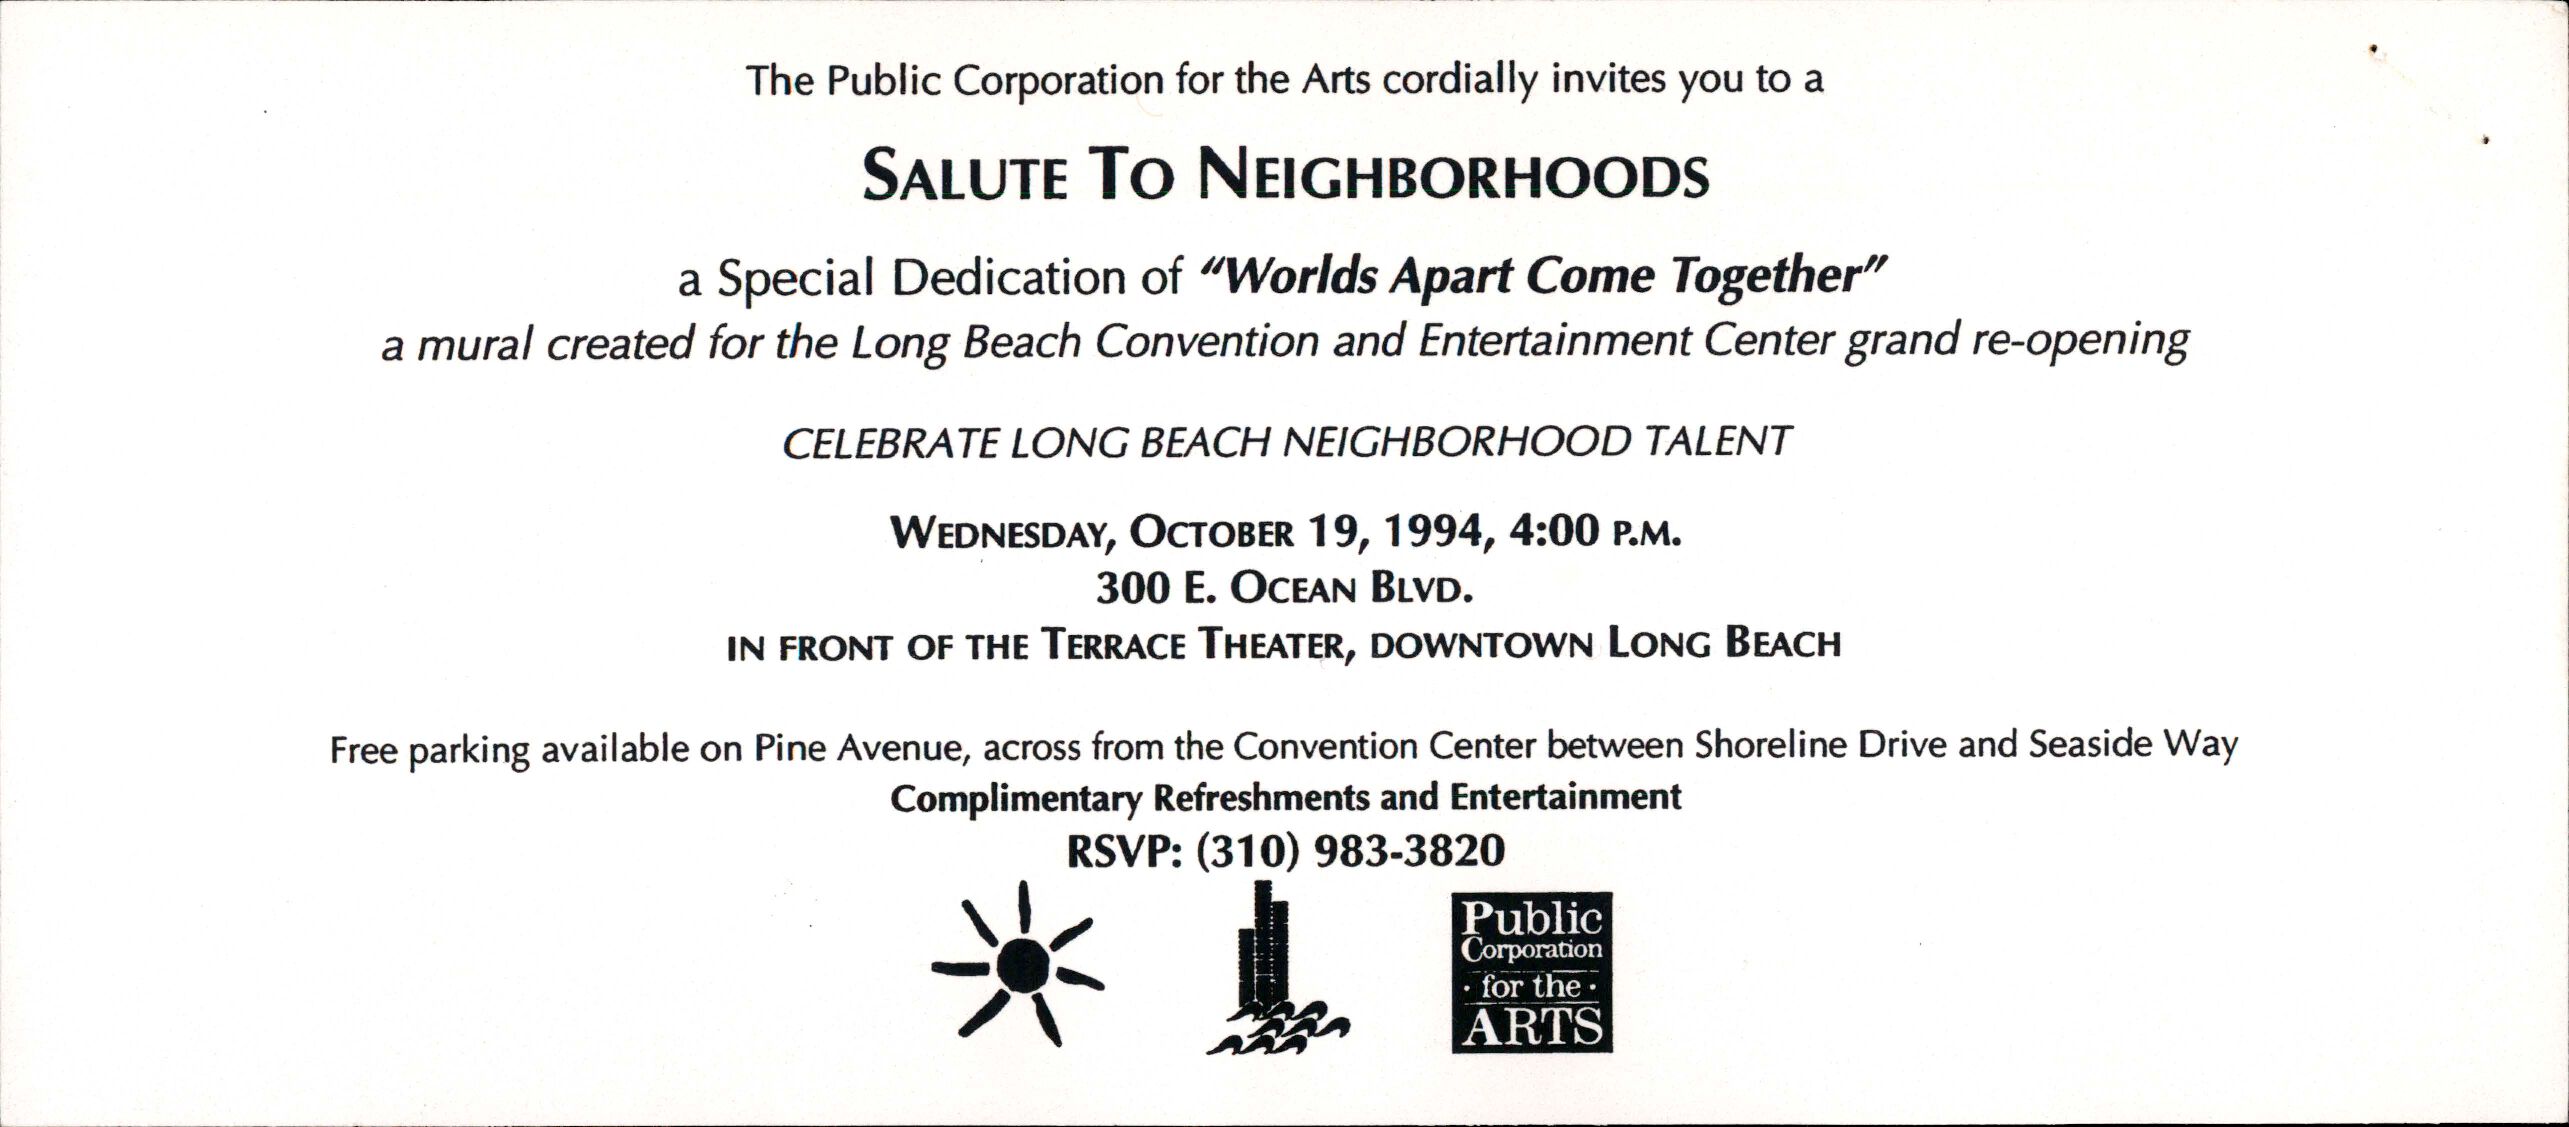 The Public Corporation for the Arts cordially invites you to a
SALUTE TO NEIGHBORHOODS
a Special Dedication of "Worlds Apart Come Together"
a mural created for the Long Beach Convention and Entertainment Center grand re-opening
CELEBRATE LONG BEACH NEIGHBORHOOD TALENT
WEDNESDAY, OCTOBER 19, 1994, 4:00 P.M.
300 E. OCEAN BLVD.
IN FRONT OF THE TERRACE THEATER, DOWNTOWN LONG BEACH
Free parking available on Pine Avenue, across from the Convention Center between Shoreline Drive and Seaside Way
Complimentary Refreshments and Entertainment
RSVP: (310) 983-3820
Public
Corporation
· for the ·
ARTS